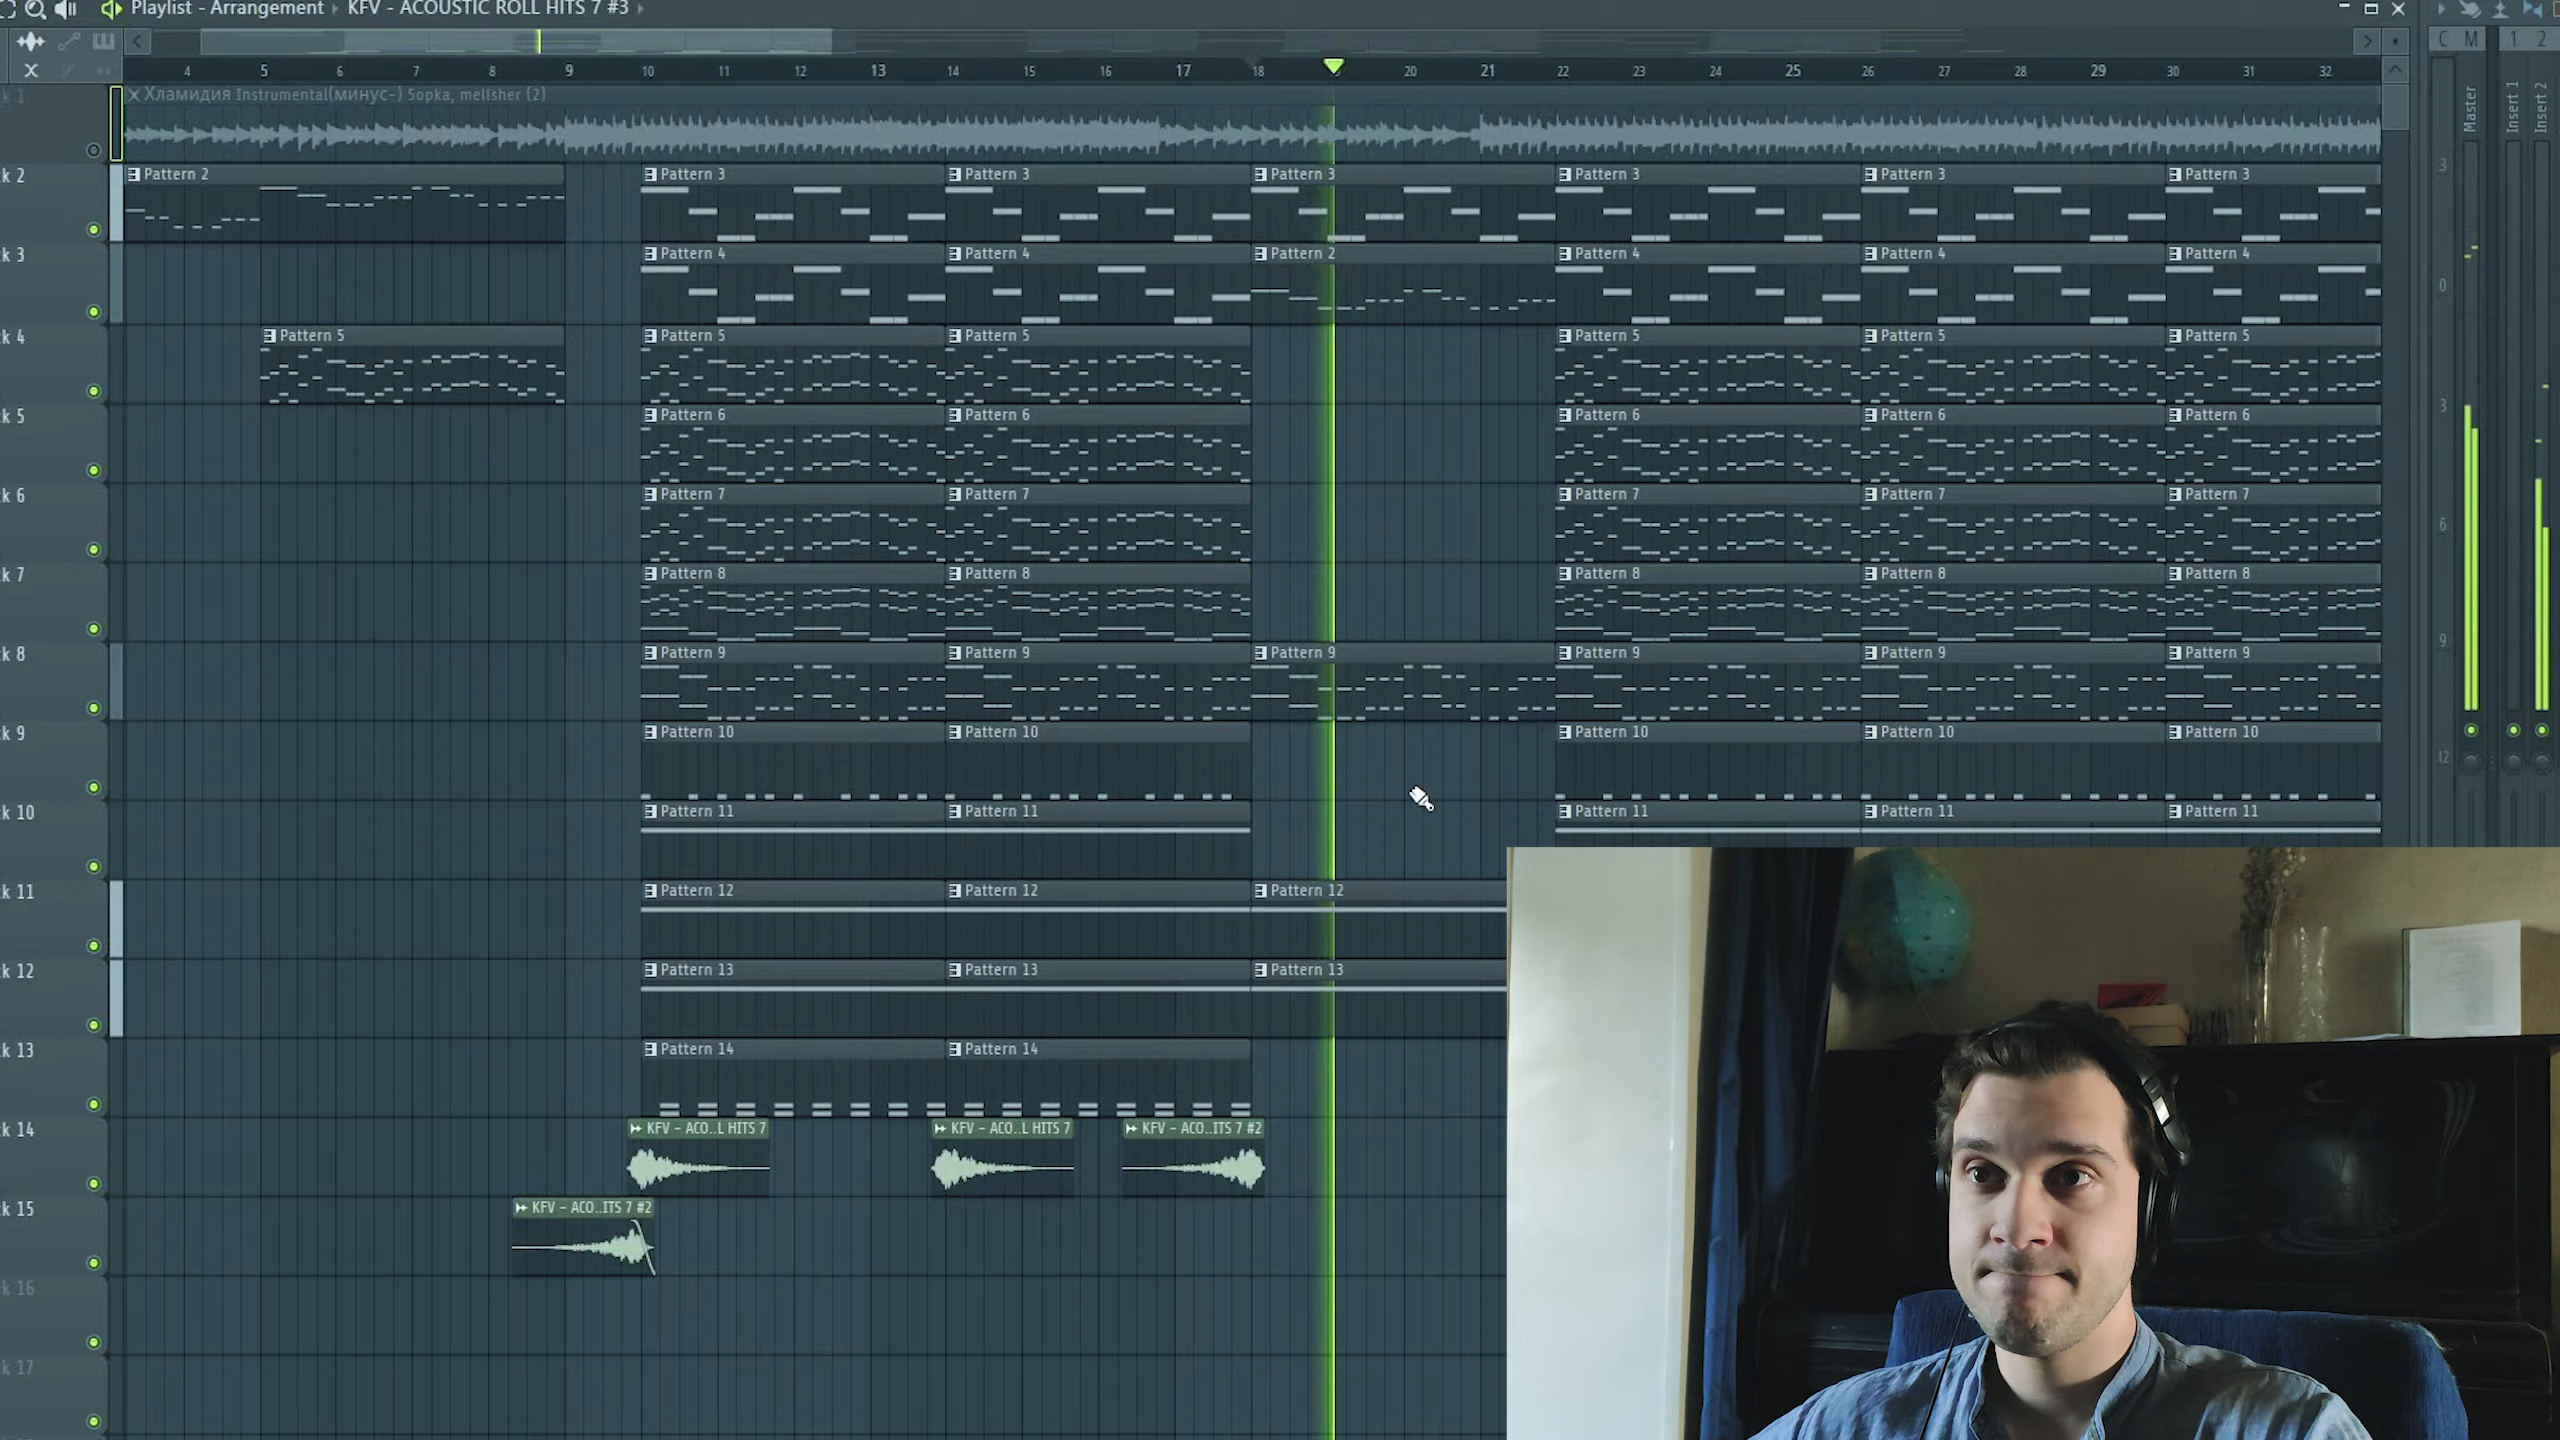 Playlist - Arrangement › KFV - ACOUSTIC ROLL HITS 7 #3 ›
C M 1 2
4 5 6 7 8 9 10 11 12 13 14 15 16 17 18 20 21 22 23 24 25 26 27 28 29 30 31 32
k 1
Хламидия Instrumental(минус-) 5opka, mellsher (2)
Master
Insert 1
Insert 2
k 2
Pattern 2 Pattern 3 Pattern 3 Pattern 3 Pattern 3 Pattern 3 Pattern 3
k 3
Pattern 4 Pattern 4 Pattern 2 Pattern 4 Pattern 4 Pattern 4
k 4
Pattern 5 Pattern 5 Pattern 5 Pattern 5 Pattern 5 Pattern 5
k 5
Pattern 6 Pattern 6 Pattern 6 Pattern 6 Pattern 6
k 6
Pattern 7 Pattern 7 Pattern 7 Pattern 7 Pattern 7
k 7
Pattern 8 Pattern 8 Pattern 8 Pattern 8 Pattern 8
k 8
Pattern 9 Pattern 9 Pattern 9 Pattern 9 Pattern 9 Pattern 9
k 9
Pattern 10 Pattern 10 Pattern 10 Pattern 10 Pattern 10
k 10
Pattern 11 Pattern 11 Pattern 11 Pattern 11 Pattern 11
k 11
Pattern 12 Pattern 12 Pattern 12
k 12
Pattern 13 Pattern 13 Pattern 13
k 13
Pattern 14 Pattern 14
k 14
KFV - ACO..L HITS 7 KFV - ACO..L HITS 7 KFV - ACO..ITS 7 #2
k 15
KFV - ACO..ITS 7 #2
k 16
k 17
3
0
3
6
9
12